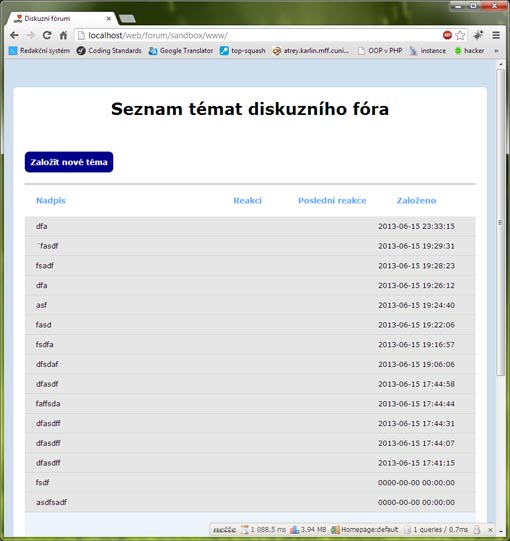 Diskuzní fórum
localhost/web/forum/sandbox/www/
Redakční systém Coding Standards Google Translator top-squash atrey.karlin.mff.cuni... OOP v PHP instance hacker »
Seznam témat diskuzního fóra
Založit nové téma
Nadpis Reakcí Poslední reakce Založeno
dfa 2013-06-15 23:33:15
¨fasdf 2013-06-15 19:29:31
fsadf 2013-06-15 19:28:23
dfa 2013-06-15 19:26:12
asf 2013-06-15 19:24:40
fasd 2013-06-15 19:22:06
fsdfa 2013-06-15 19:16:57
dfsdaf 2013-06-15 19:06:06
dfasdf 2013-06-15 17:44:58
faffsda 2013-06-15 17:44:44
dfasdff 2013-06-15 17:44:31
dfasdff 2013-06-15 17:44:07
dfasdff 2013-06-15 17:41:15
fsdf 0000-00-00 00:00:00
asdfsadf 0000-00-00 00:00:00
nette 1 088.5 ms 3.94 MB Homepage:default 1 queries / 0.7ms